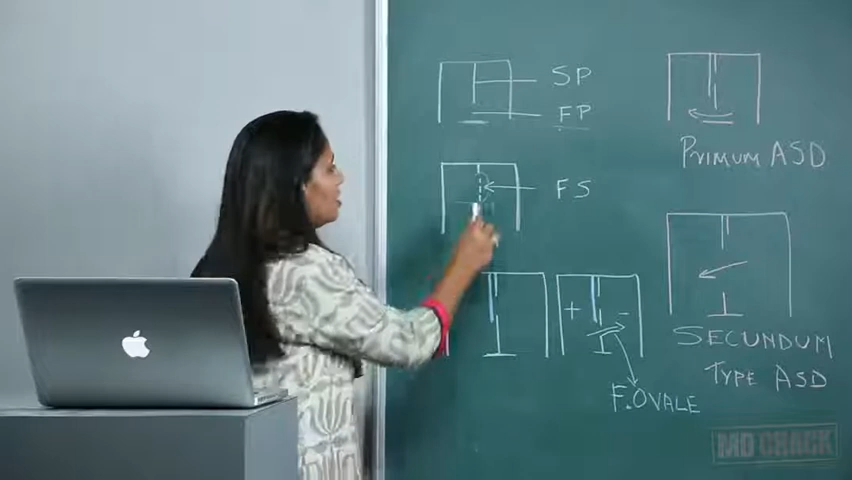 SP
FP
FS
+ -
F.OVALE
PRIMUM ASD
SECUNDUM
TYPE ASD
MD CRACK